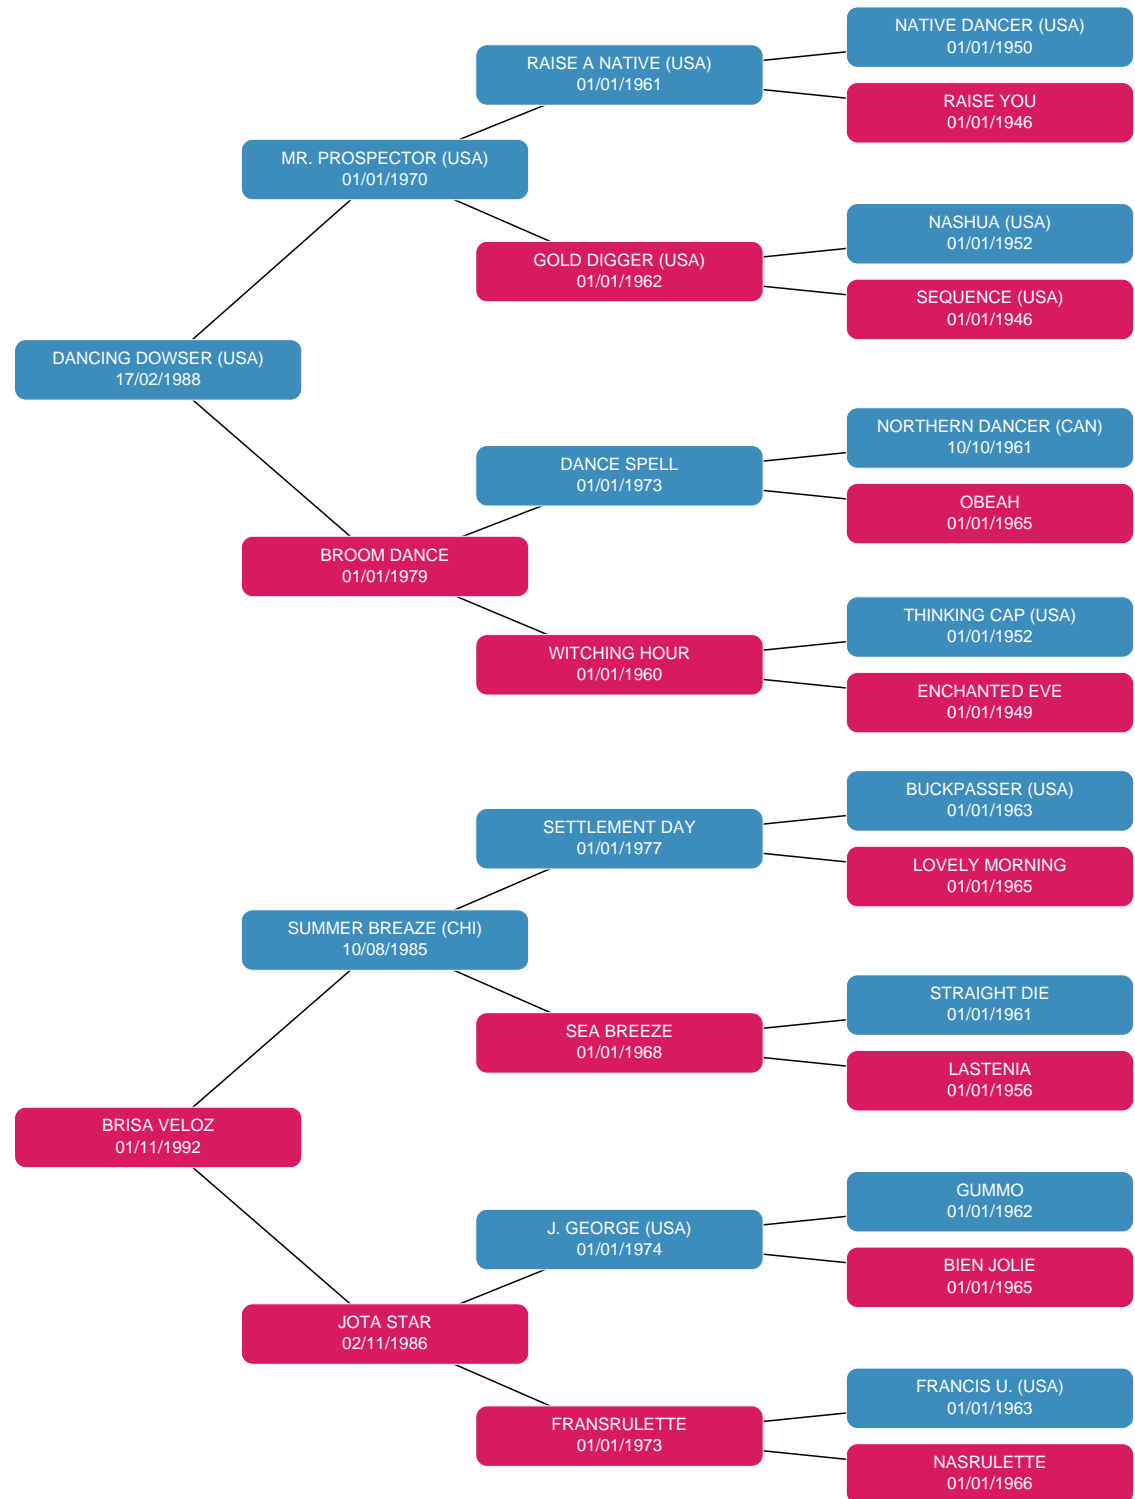 NATIVE DANCER (USA)
01/01/1950
RAISE A NATIVE (USA)
01/01/1961
RAISE YOU
01/01/1946
MR. PROSPECTOR (USA)
01/01/1970
NASHUA (USA)
01/01/1952
GOLD DIGGER (USA)
01/01/1962
SEQUENCE (USA)
01/01/1946
DANCING DOWSER (USA)
17/02/1988
NORTHERN DANCER (CAN)
10/10/1961
DANCE SPELL
01/01/1973
OBEAH
01/01/1965
BROOM DANCE
01/01/1979
THINKING CAP (USA)
01/01/1952
WITCHING HOUR
01/01/1960
ENCHANTED EVE
01/01/1949
BUCKPASSER (USA)
01/01/1963
SETTLEMENT DAY
01/01/1977
LOVELY MORNING
01/01/1965
SUMMER BREAZE (CHI)
10/08/1985
STRAIGHT DIE
01/01/1961
SEA BREEZE
01/01/1968
LASTENIA
01/01/1956
BRISA VELOZ
01/11/1992
GUMMO
01/01/1962
J. GEORGE (USA)
01/01/1974
BIEN JOLIE
01/01/1965
JOTA STAR
02/11/1986
FRANCIS U. (USA)
01/01/1963
FRANSRULETTE
01/01/1973
NASRULETTE
01/01/1966